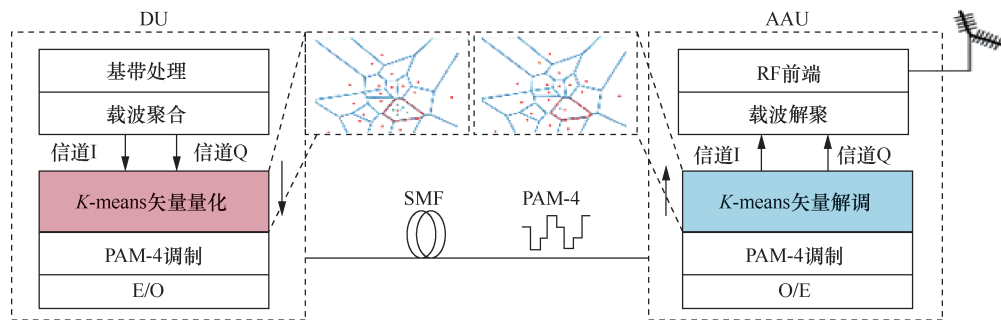 DU
基带处理
载波聚合
信道I 信道Q
K-means矢量量化
PAM-4调制
E/O
SMF
PAM-4
AAU
RF前端
载波解聚
信道I 信道Q
K-means矢量解调
PAM-4调制
O/E